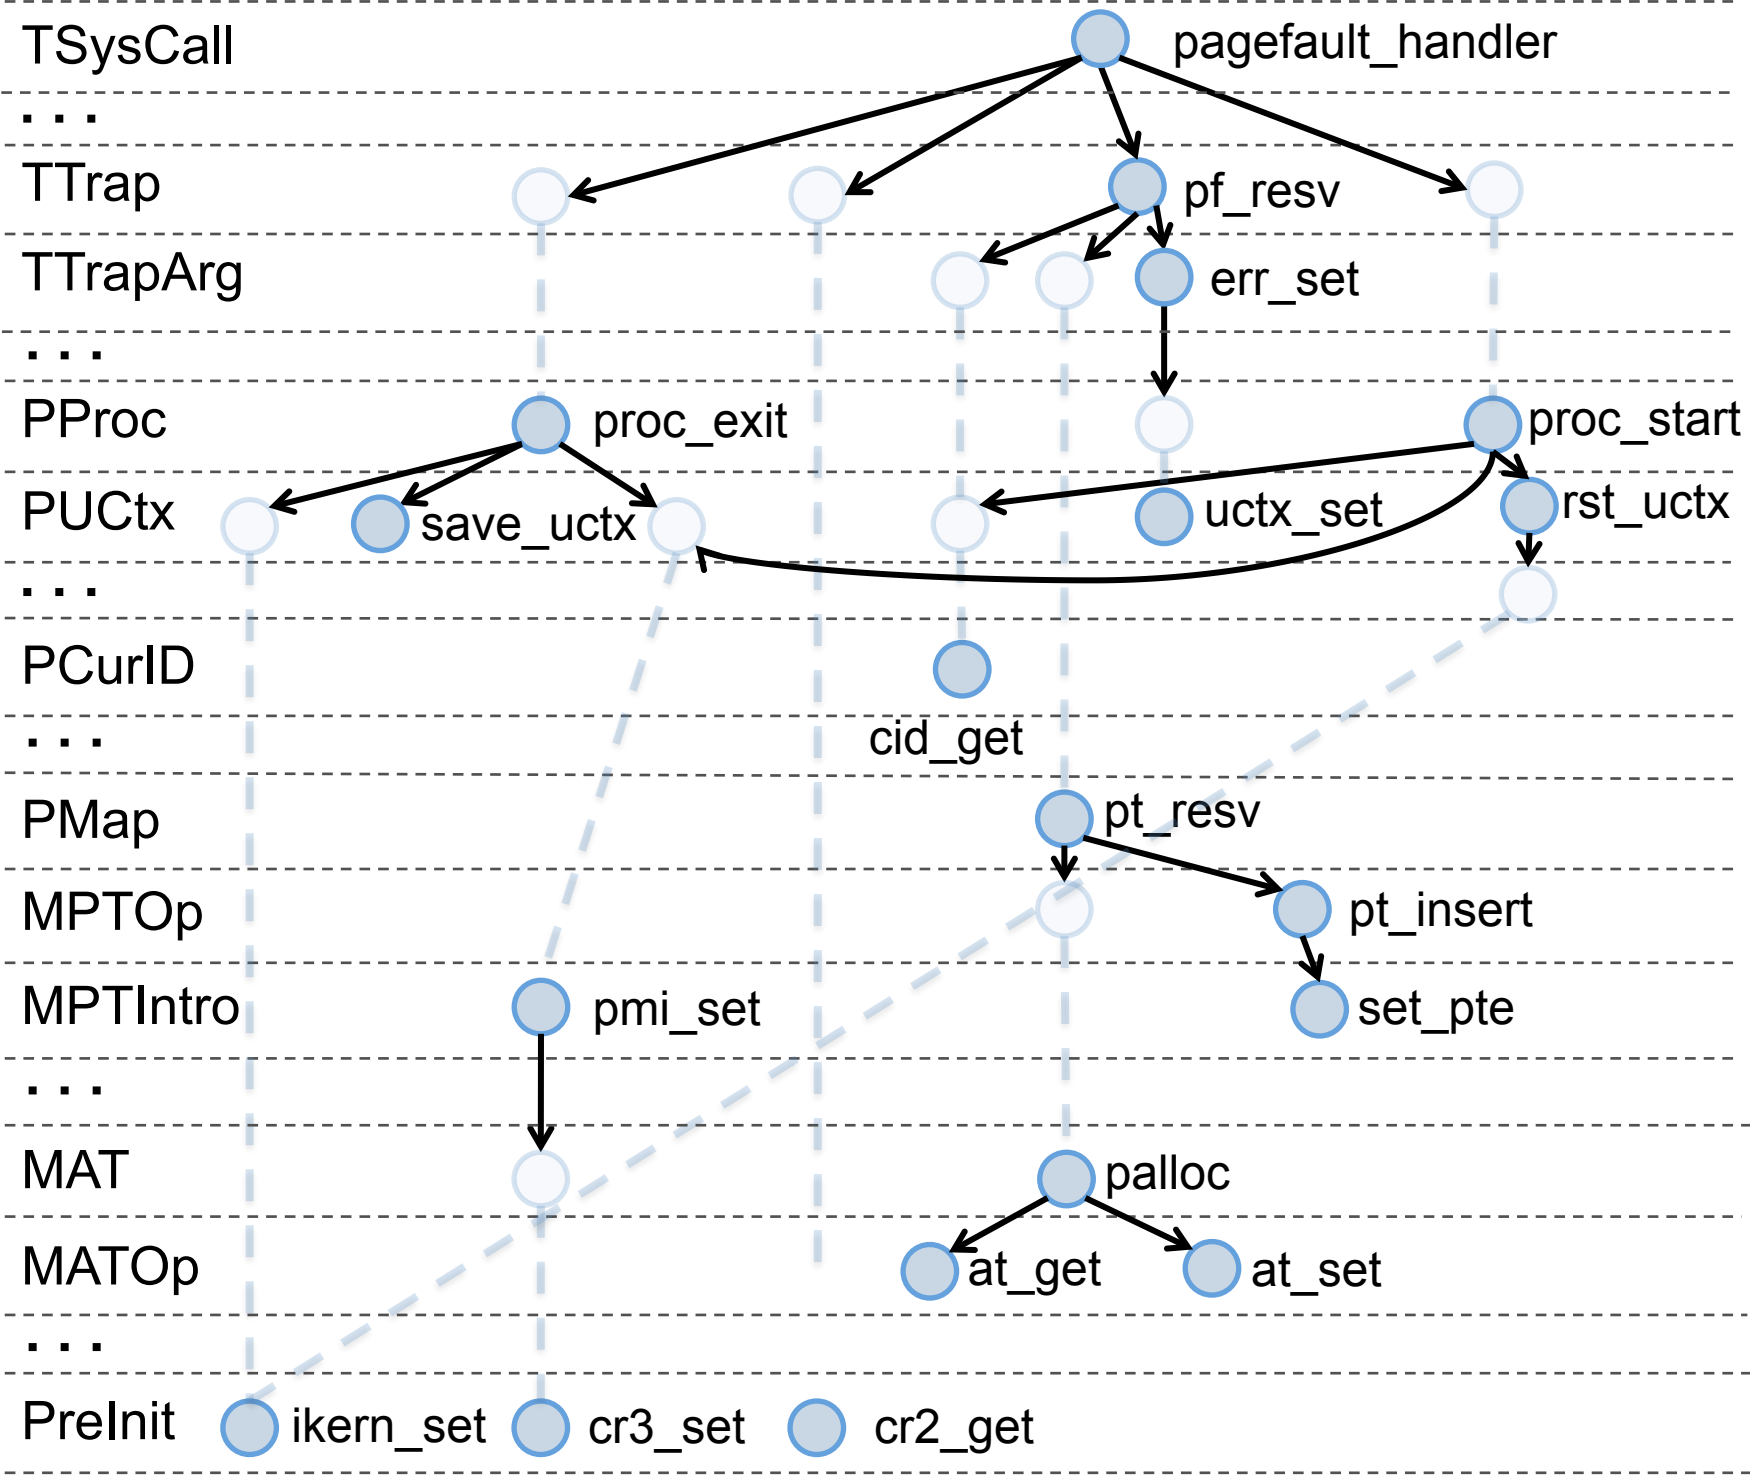 TSysCall pagefault_handler
...
TTrap pf_resv
TTrapArg err_set
...
PProc proc_exit proc_start
PUCtx save_uctx uctx_set rst_uctx
...
PCurID
cid_get
...
PMap pt_resv
MPTOp pt_insert
MPTIntro pmi_set set_pte
...
MAT palloc
MATOp at_get at_set
...
PreInit ikern_set cr3_set cr2_get